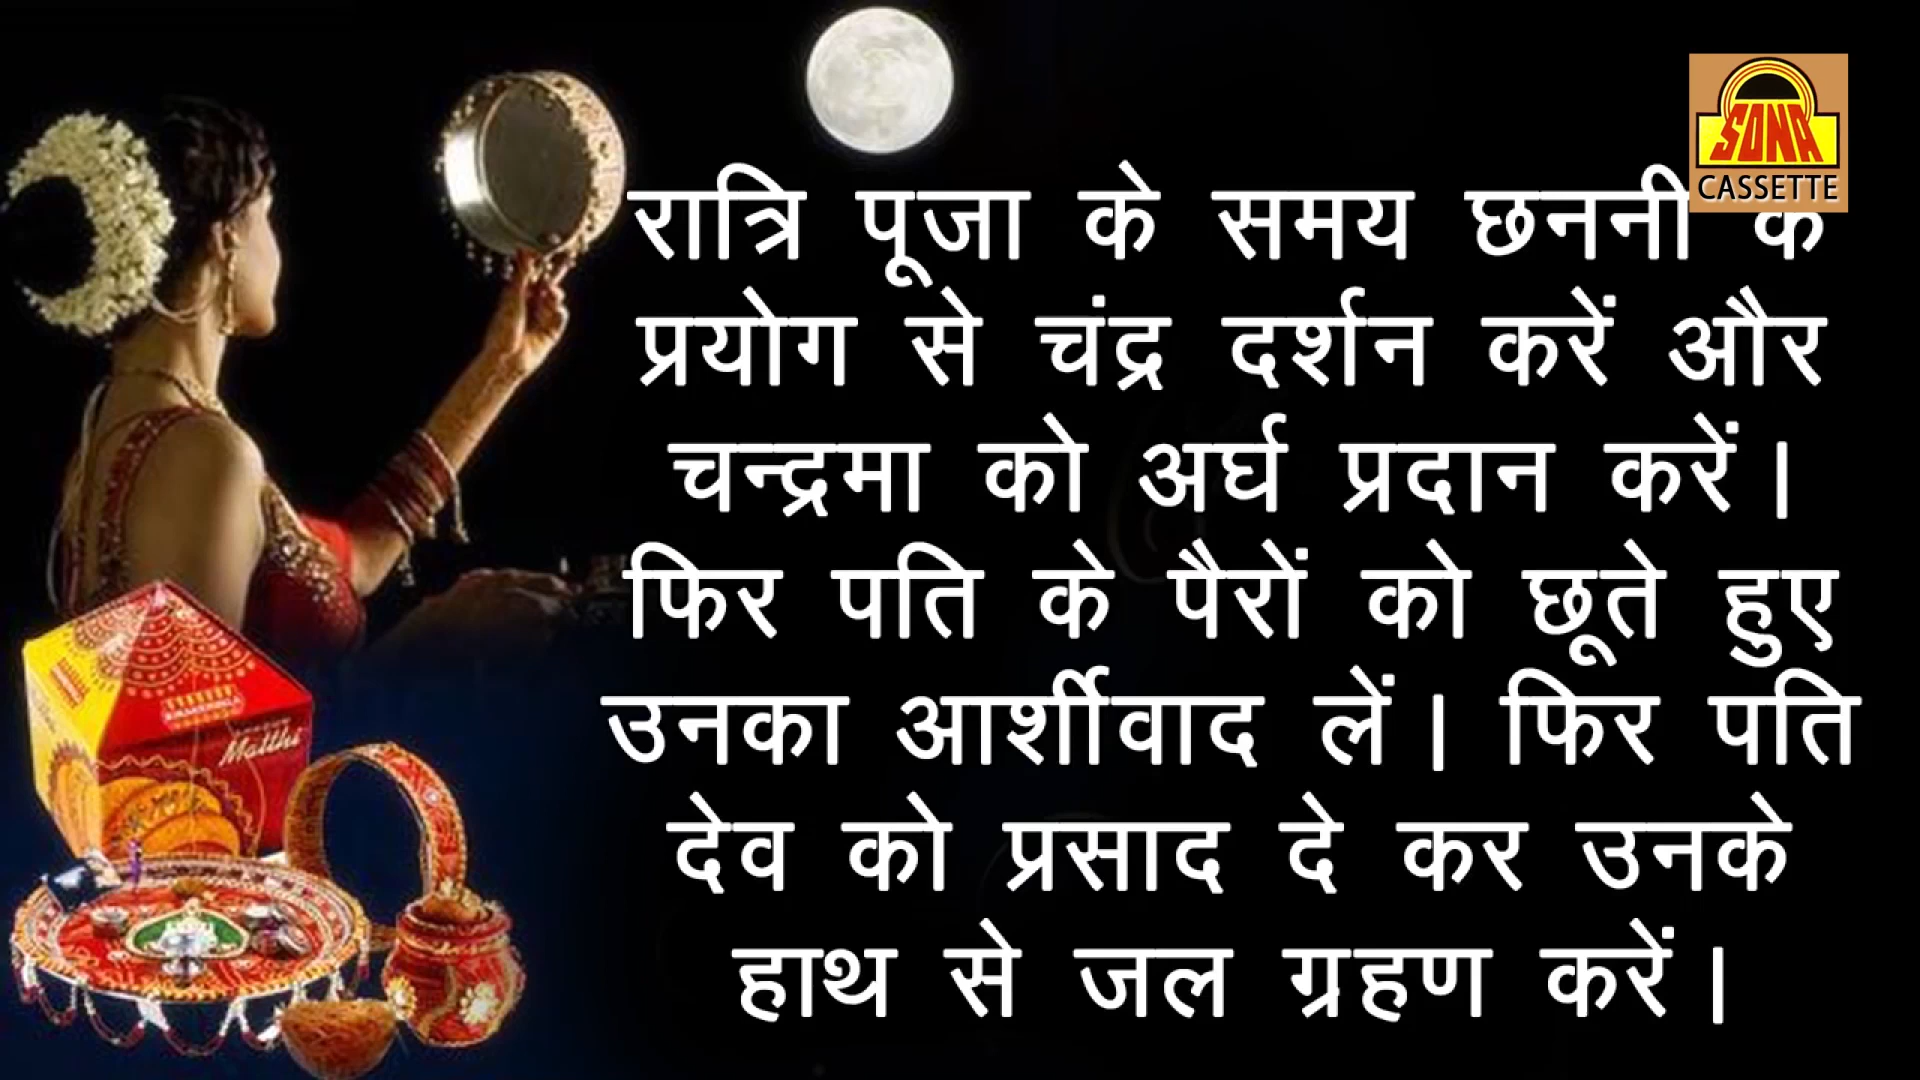 SONA
CASSETTE
रात्रि पूजा के समय छननी के
प्रयोग से चंद्र दर्शन करें और
चन्द्रमा को अर्घ प्रदान करें।
फिर पति के पैरों को छूते हुए
उनका आर्शीवाद लें। फिर पति
देव को प्रसाद दे कर उनके
हाथ से जल ग्रहण करें।
Matthi